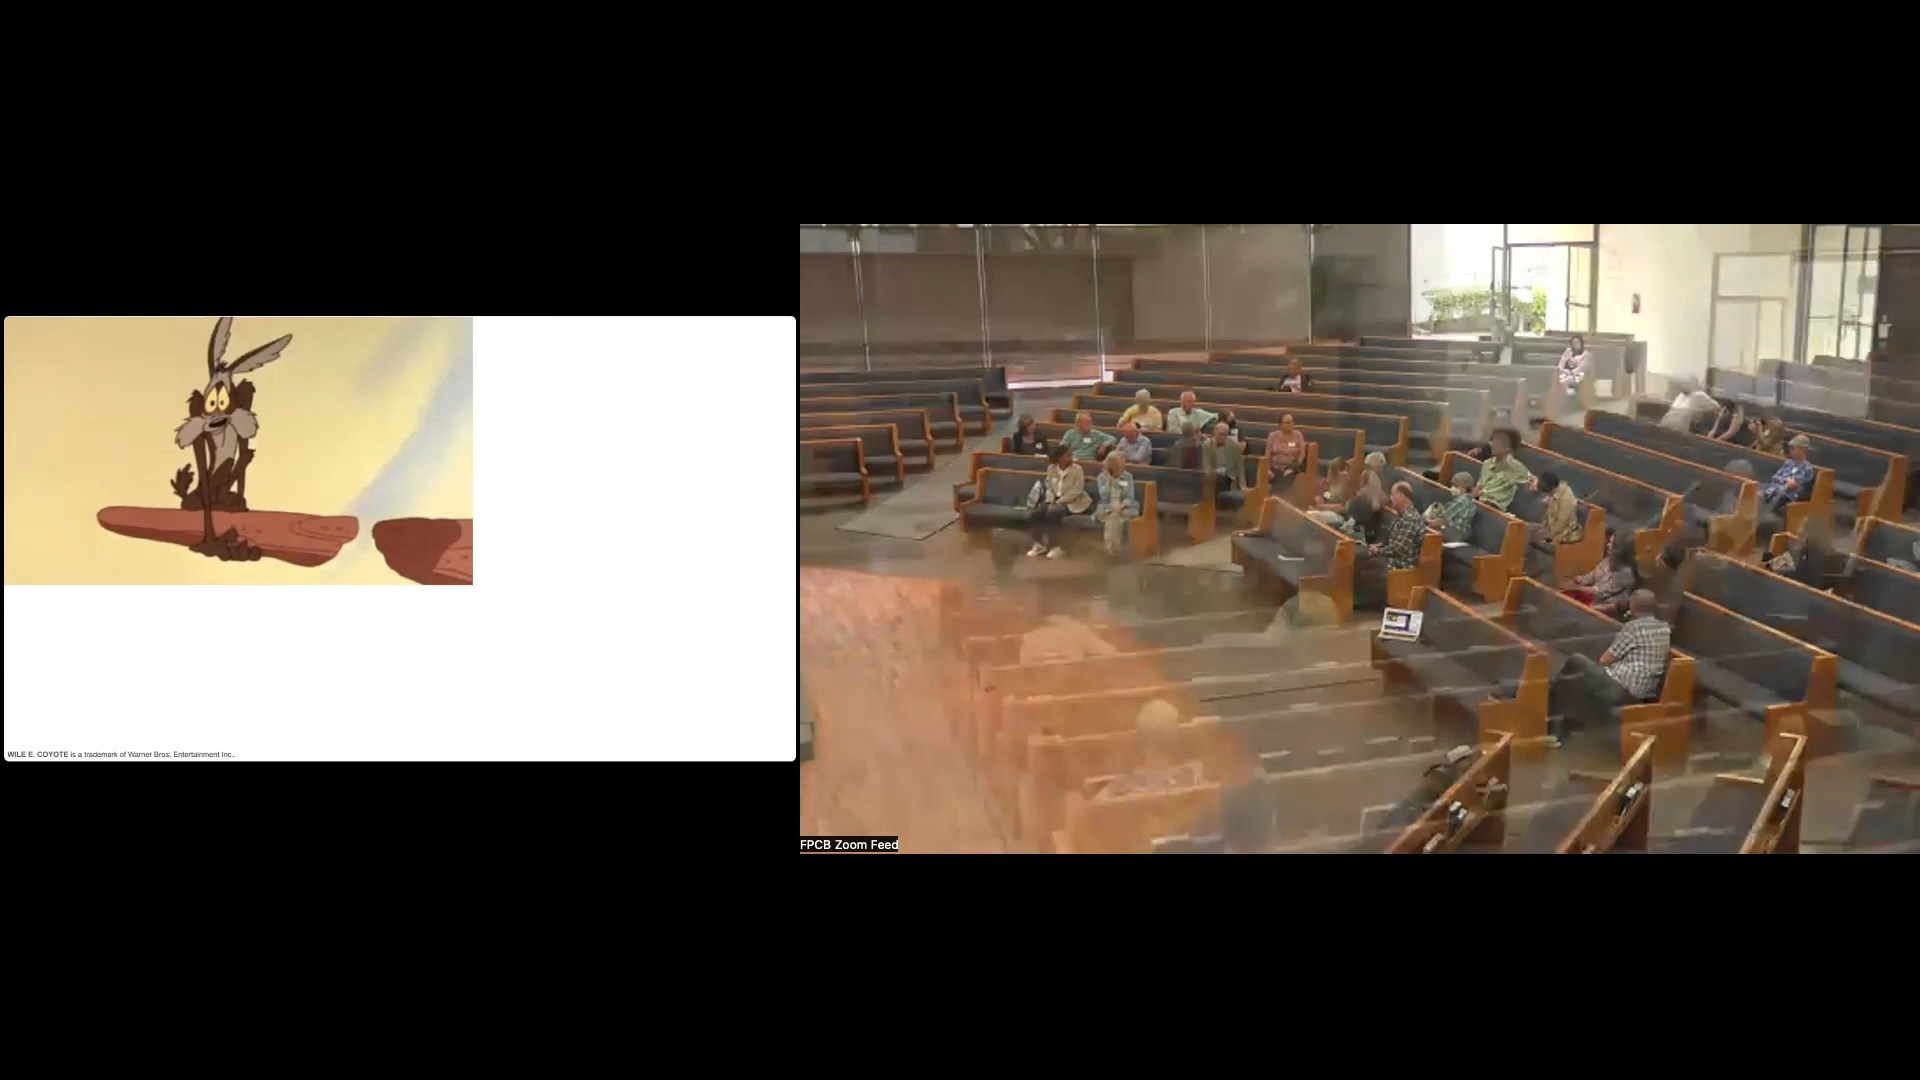 WILE E. COYOTE is a trademark of Warner Bros. Entertainment Inc..
FPCB Zoom Feed